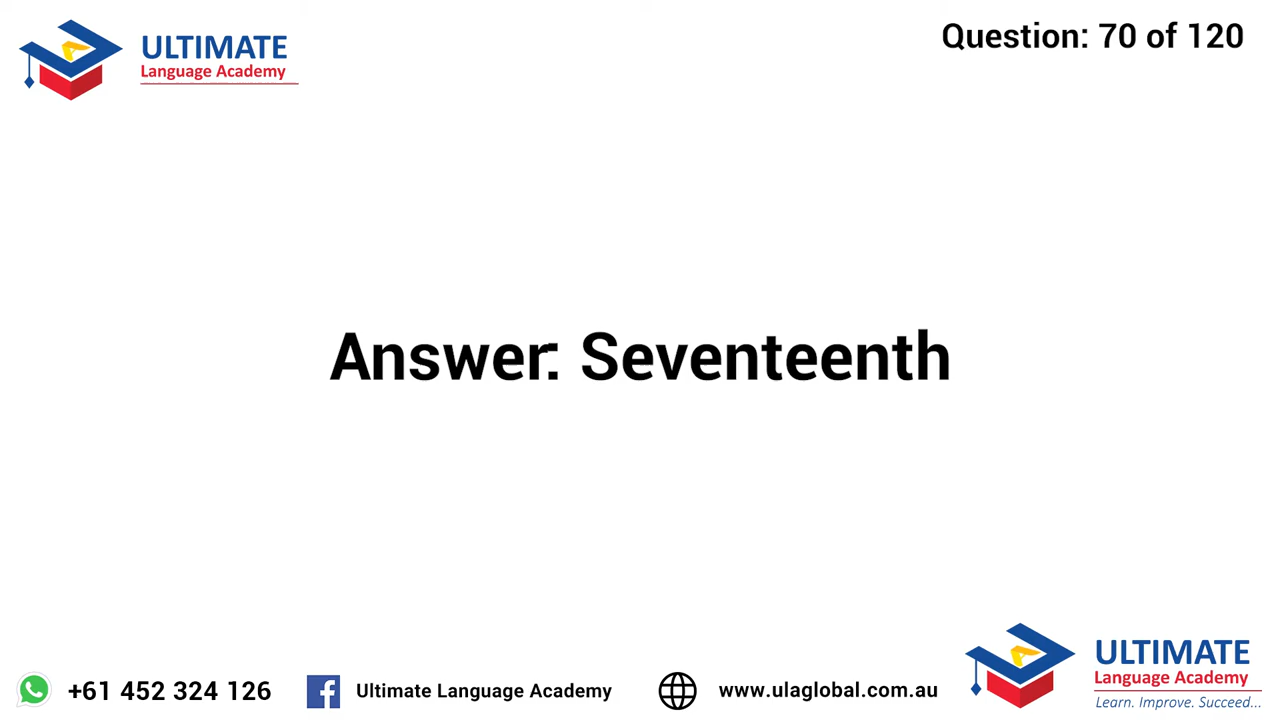 ULTIMATE
Language Academy
Question: 70 of 120
Answer: Seventeenth
+61 452 324 126
Ultimate Language Academy
www.ulaglobal.com.au
ULTIMATE
Language Academy
Learn. Improve. Succeed...